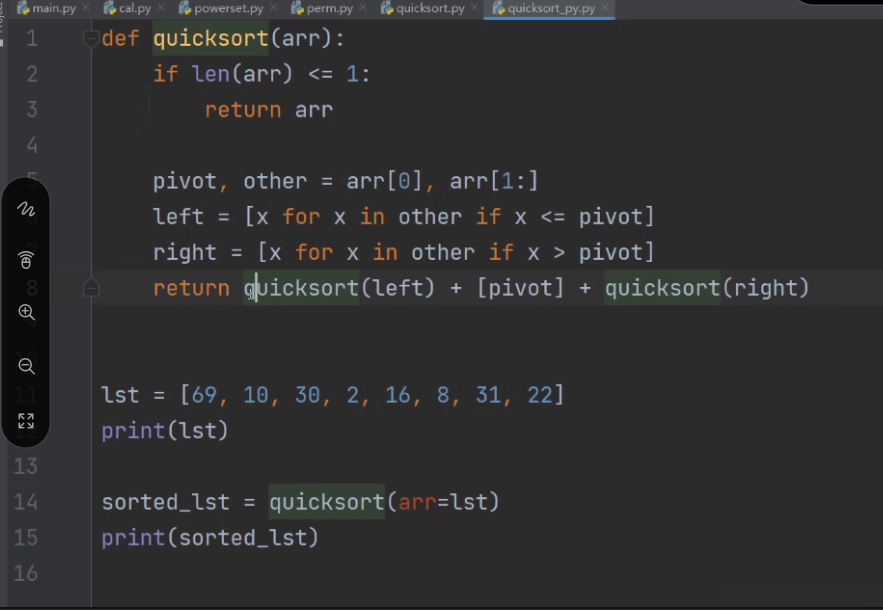 main.py cal.py powerset.py perm.py quicksort.py quicksort_py.py
1 def quicksort(arr):
2 if len(arr) <= 1:
3 return arr
4
5 pivot, other = arr[0], arr[1:]
left = [x for x in other if x <= pivot]
right = [x for x in other if x > pivot]
8 return quicksort(left) + [pivot] + quicksort(right)
9
10
11 lst = [69, 10, 30, 2, 16, 8, 31, 22]
12 print(lst)
13
14 sorted_lst = quicksort(arr=lst)
15 print(sorted_lst)
16